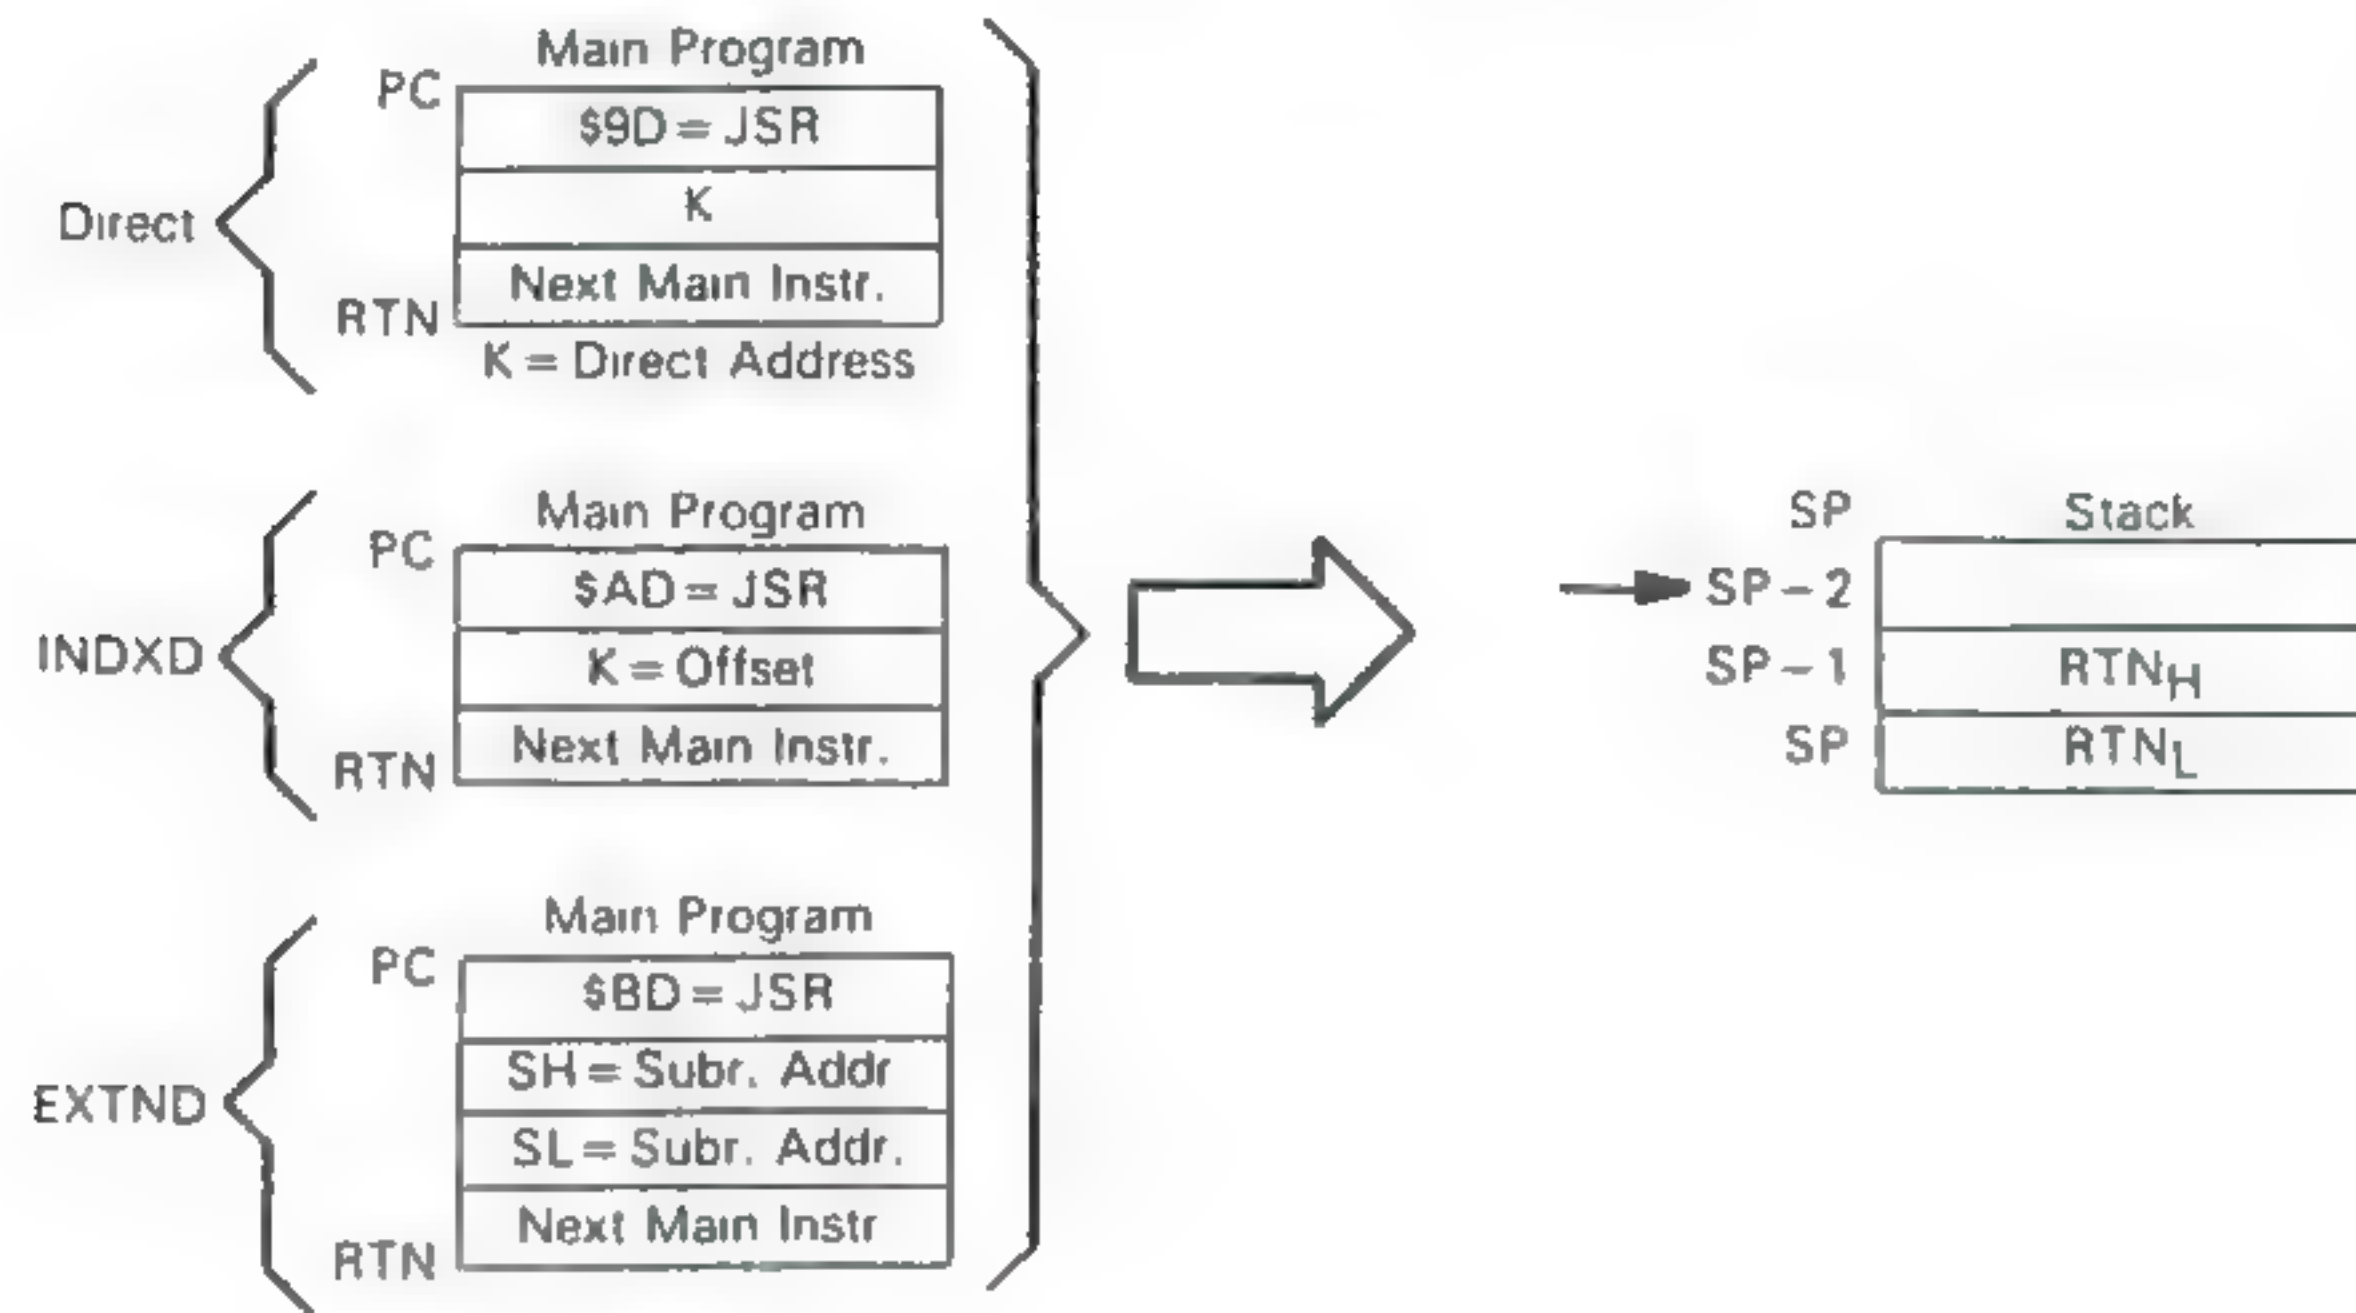 Main Program
PC
$9D = JSR
K
Direct
Next Main Instr.
RTN
K = Direct Address
Main Program
PC
$AD = JSR
INDXD
K = Offset
Next Main Instr.
RTN
Main Program
PC
$BD = JSR
SH = Subr. Addr
EXTND
SL = Subr. Addr.
Next Main Instr
RTN
SP Stack
SP - 2
SP - 1 RTNH
SP RTNL